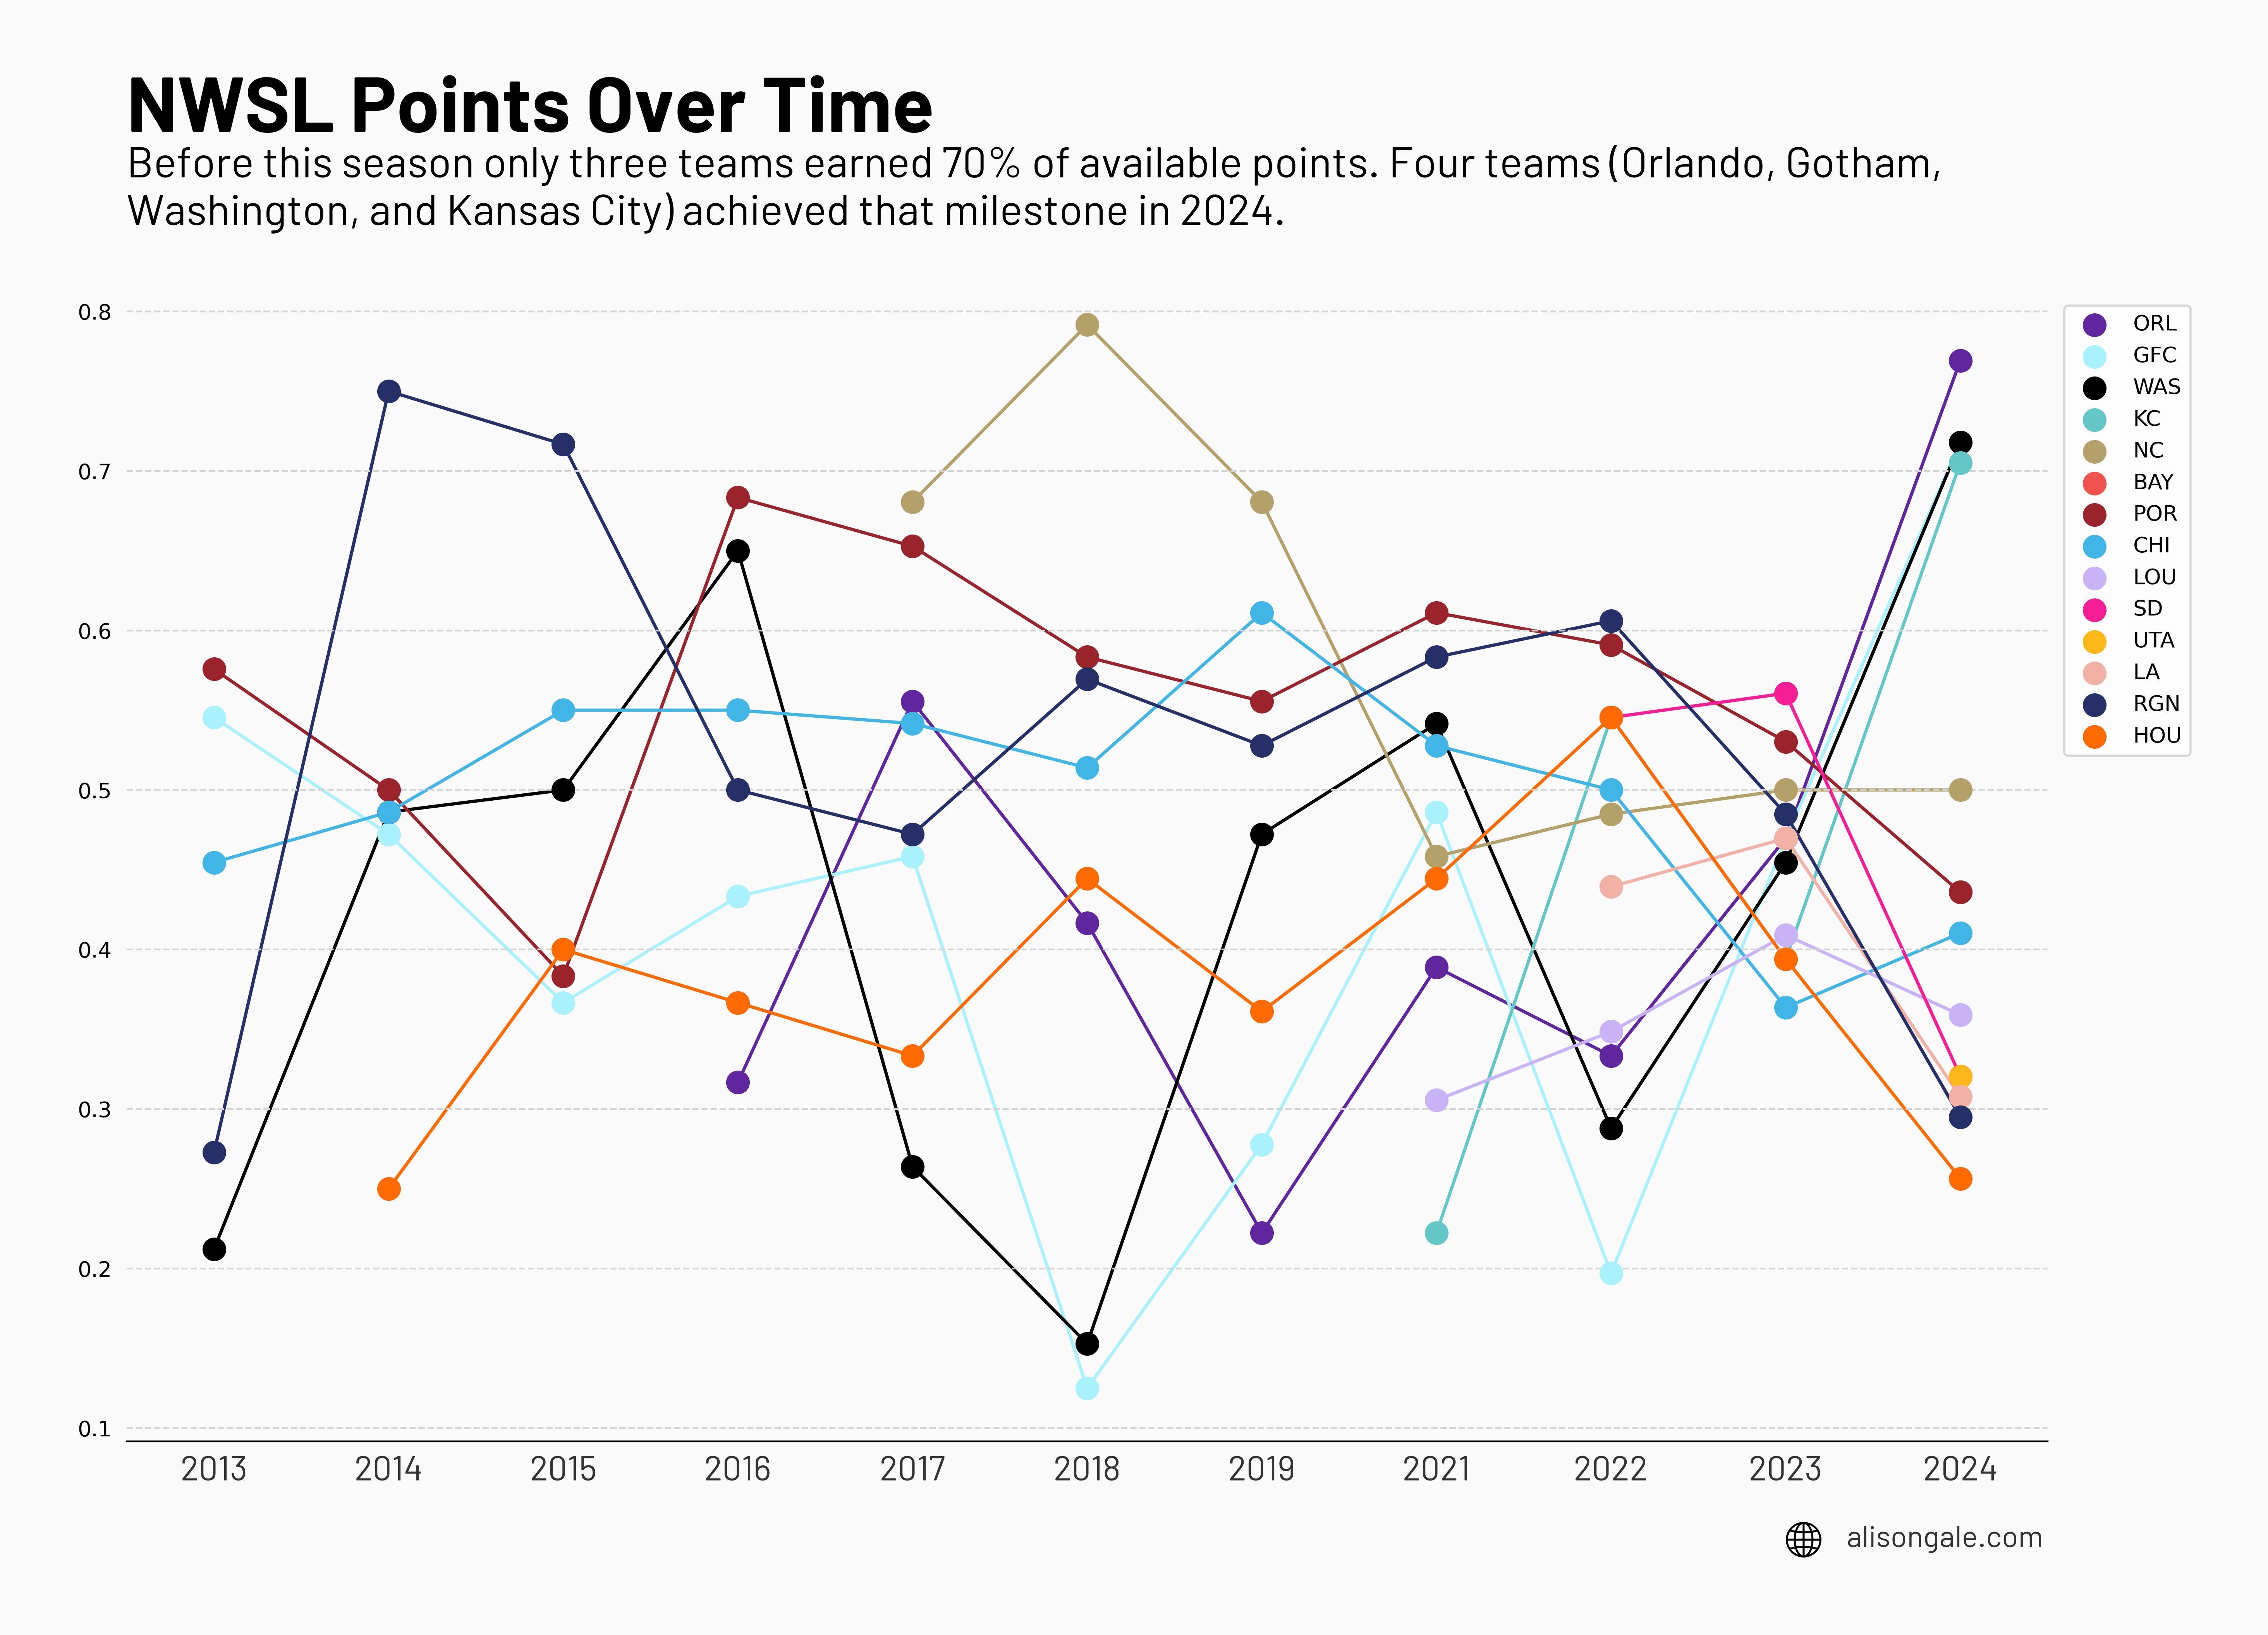 NWSL Points Over Time
Before this season only three teams earned 70% of available points. Four teams (Orlando, Gotham,
Washington, and Kansas City) achieved that milestone in 2024.
0.8
0.7
0.6
0.5
0.4
0.3
0.2
0.1
2013 2014 2015 2016 2017 2018 2019 2021 2022 2023 2024
ORL
GFC
WAS
KC
NC
BAY
POR
CHI
LOU
SD
UTA
LA
RGN
HOU
alisongale.com